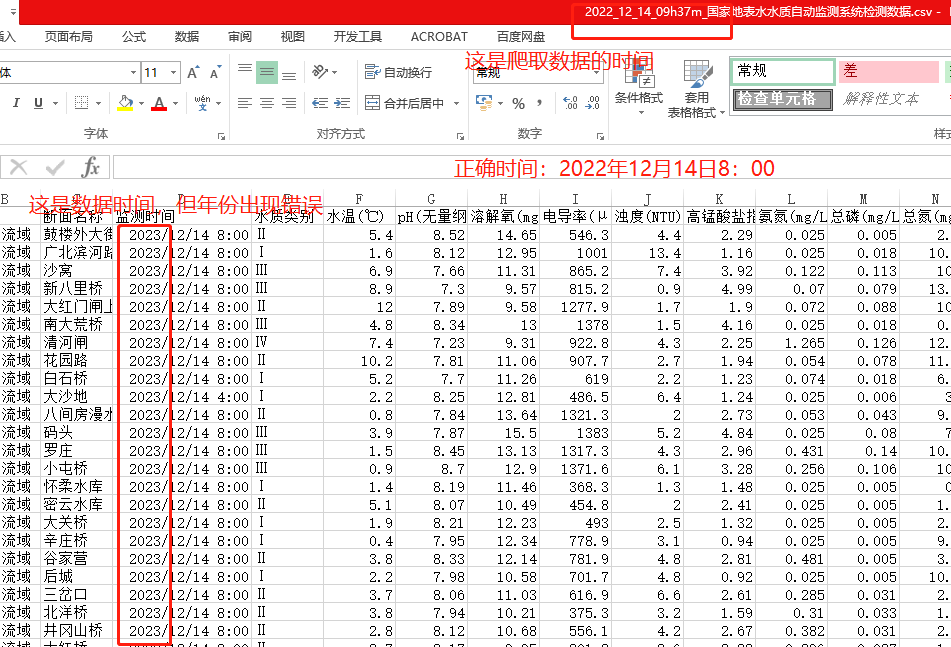 2022_12_14_09h37m_国家地表水水质自动监测系统检测数据.csv -
页面布局 公式 数据 审阅 视图 开发工具 ACROBAT 百度网盘
这是爬取数据的时间
体 11 A A 自动换行 常规 常规 差
I U A wén 合并后居中 % , 条件格式 套用 表格格式 检查单元格 解释性文本
字体 对齐方式 数字
fx 正确时间：2022年12月14日8：00
这是数据时间，但年份出现错误
B F G H I J K L M N
断面名称 监测时间 水质类别 水温(℃) pH(无量纲 溶解氧(mg 电导率(μ 浊度(NTU) 高锰酸盐指 氨氮(mg/L 总磷(mg/L 总氮(m
流域 鼓楼外大街 2023/12/14 8:00 Ⅱ 5.4 8.52 14.65 546.3 4.4 2.29 0.025 0.005 2.
流域 广北滨河路 2023/12/14 8:00 Ⅰ 1.6 8.12 12.95 1001 13.4 1.16 0.025 0.018 10.
流域 沙窝 2023/12/14 8:00 Ⅲ 6.9 7.66 11.31 865.2 7.4 3.92 0.122 0.113 10
流域 新八里桥 2023/12/14 8:00 Ⅲ 8.9 7.3 9.57 815.2 0.9 4.99 0.07 0.079 13.
流域 大红门闸上 2023/12/14 8:00 Ⅱ 12 7.89 9.58 1277.9 1.7 1.9 0.072 0.088 10
流域 南大荒桥 2023/12/14 8:00 Ⅲ 4.8 8.34 13 1378 1.5 4.16 0.025 0.018 0.
流域 清河闸 2023/12/14 8:00 Ⅳ 7.4 7.23 9.31 922.8 4.3 2.25 1.265 0.126 12.
流域 花园路 2023/12/14 8:00 Ⅱ 10.2 7.81 11.06 907.7 2.7 1.94 0.054 0.078 11.
流域 白石桥 2023/12/14 8:00 Ⅰ 5.2 7.7 11.26 619 2.2 1.23 0.074 0.018 6.
流域 大沙地 2023/12/14 4:00 Ⅰ 2.2 8.25 12.81 486.5 6.4 1.24 0.025 0.006 3
流域 八间房漫水 2023/12/14 8:00 Ⅱ 0.8 7.84 13.64 1321.3 2 2.73 0.053 0.043 9.
流域 码头 2023/12/14 8:00 Ⅲ 3.9 7.87 15.5 1383 5.2 4.84 0.025 0.08 7
流域 罗庄 2023/12/14 8:00 Ⅲ 1.5 8.45 13.13 1317.3 4.3 2.96 0.431 0.14 10.
流域 小屯桥 2023/12/14 8:00 Ⅲ 0.9 8.7 12.9 1371.6 6.1 3.28 0.256 0.106 10
流域 怀柔水库 2023/12/14 8:00 Ⅰ 1.4 8.19 11.46 368.3 1.3 1.48 0.025 0.005 0
流域 密云水库 2023/12/14 8:00 Ⅱ 5.1 8.07 10.49 454.8 2 2.41 0.025 0.005 1.
流域 大关桥 2023/12/14 8:00 Ⅰ 1.9 8.21 12.23 493 2.5 1.32 0.025 0.005 2.
流域 辛庄桥 2023/12/14 8:00 Ⅰ 0.4 7.95 12.34 778.9 3.1 0.94 0.025 0.005 9.
流域 谷家营 2023/12/14 8:00 Ⅱ 3.8 8.33 12.14 781.9 4.8 2.81 0.481 0.005 3.
流域 后城 2023/12/14 8:00 Ⅰ 2.2 7.98 10.58 701.7 4.8 0.92 0.025 0.005 10.
流域 三岔口 2023/12/14 8:00 Ⅱ 3.7 8.06 11.03 616.9 6.6 2.61 0.285 0.031 2.
流域 北洋桥 2023/12/14 8:00 Ⅱ 3.8 7.94 10.21 375.3 3.2 1.59 0.31 0.033 1.
流域 井冈山桥 2023/12/14 8:00 Ⅱ 2.8 8.12 10.68 556.1 4.2 2.67 0.382 0.031 2.